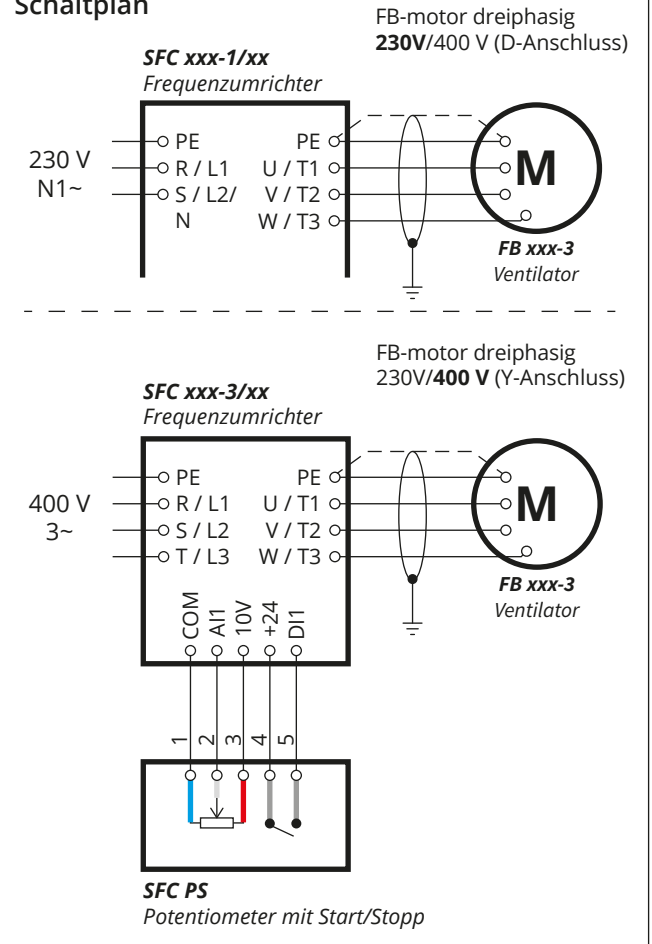 Schaltplan
FB-motor dreiphasig
230V/400 V (D-Anschluss)
SFC xxx-1/xx
Frequenzumrichter
230 V
N1~
PE
R / L1
S / L2/
N
PE
U / T1
V / T2
W / T3
M
FB xxx-3
Ventilator
FB-motor dreiphasig
230V/400 V (Y-Anschluss)
SFC xxx-3/xx
Frequenzumrichter
400 V
3~
PE
R / L1
S / L2
T / L3
PE
U / T1
V / T2
W / T3
M
FB xxx-3
Ventilator
COM
AI1
10V
+24
DI1
1
2
3
4
5
SFC PS
Potentiometer mit Start/Stopp